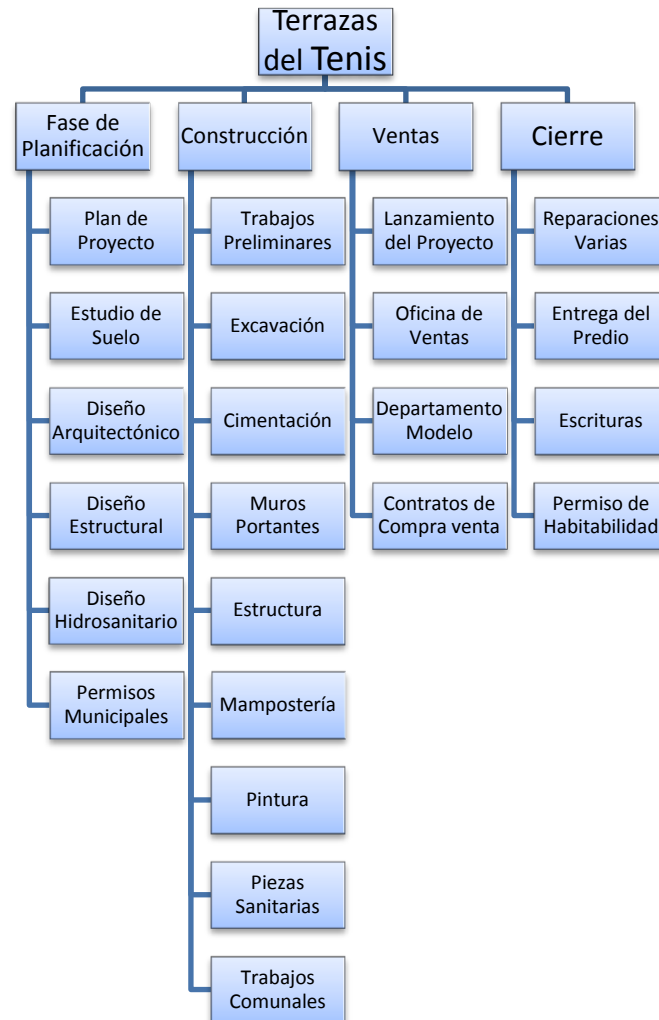 Terrazas
del Tenis
Fase de
Planificación
Plan de
Proyecto
Estudio de
Suelo
Diseño
Arquitectónico
Diseño
Estructural
Diseño
Hidrosanitario
Permisos
Municipales
Construcción
Trabajos
Preliminares
Excavación
Cimentación
Muros
Portantes
Estructura
Mampostería
Pintura
Piezas
Sanitarias
Trabajos
Comunales
Ventas
Lanzamiento
del Proyecto
Oficina de
Ventas
Departamento
Modelo
Contratos de
Compra venta
Cierre
Reparaciones
Varias
Entrega del
Predio
Escrituras
Permiso de
Habitabilidad